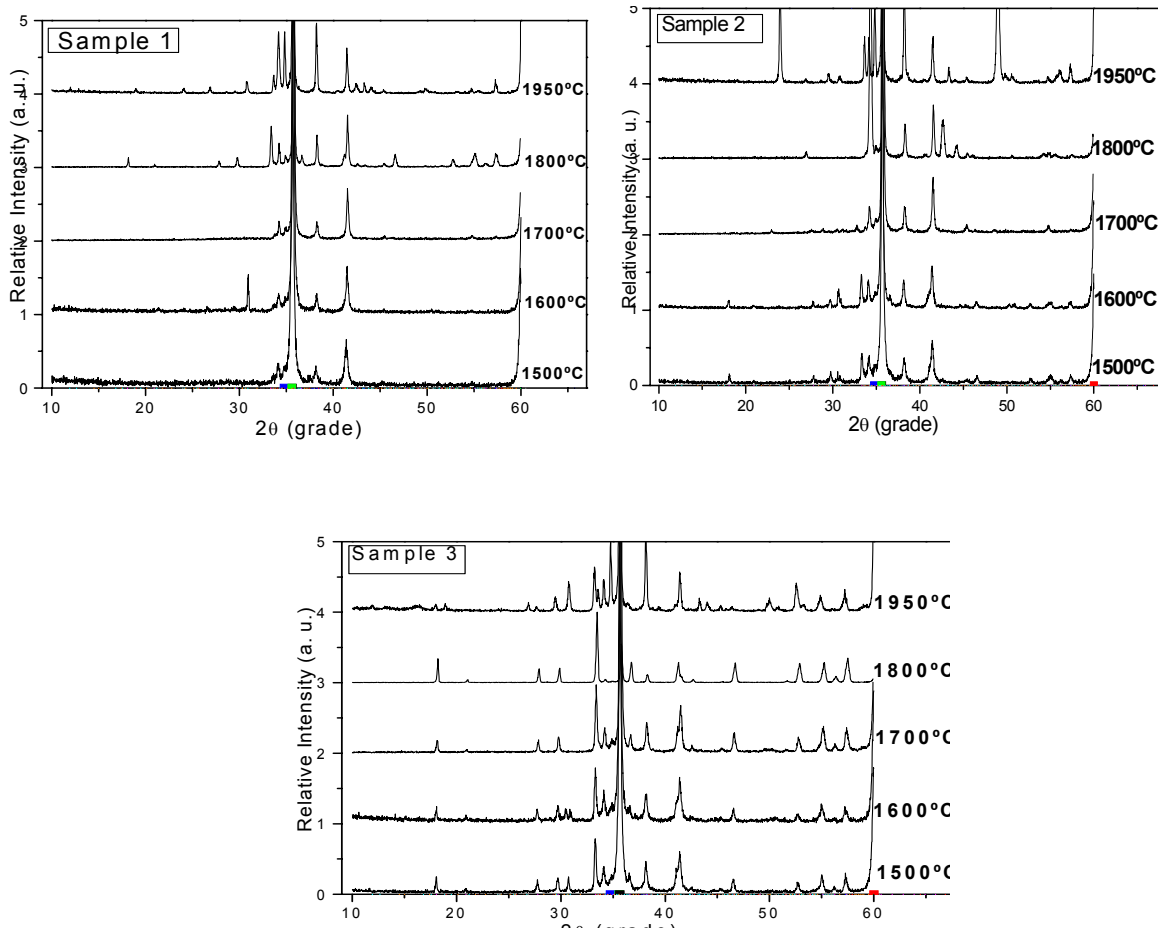 Sample 1
Relative Intensity (a. u.)
5
4
3
2
1
0
1950ºC
1800ºC
1700ºC
1600ºC
1500ºC
10 20 30 40 50 60
2θ (grade)
Sample 2
Relative Intensity (a. u.)
5
4
3
2
1
0
1950ºC
1800ºC
1700ºC
1600ºC
1500ºC
10 20 30 40 50 60
2θ (grade)
Sample 3
Relative Intensity (a. u.)
5
4
3
2
1
0
1950ºC
1800ºC
1700ºC
1600ºC
1500ºC
10 20 30 40 50 60
2θ (grade)